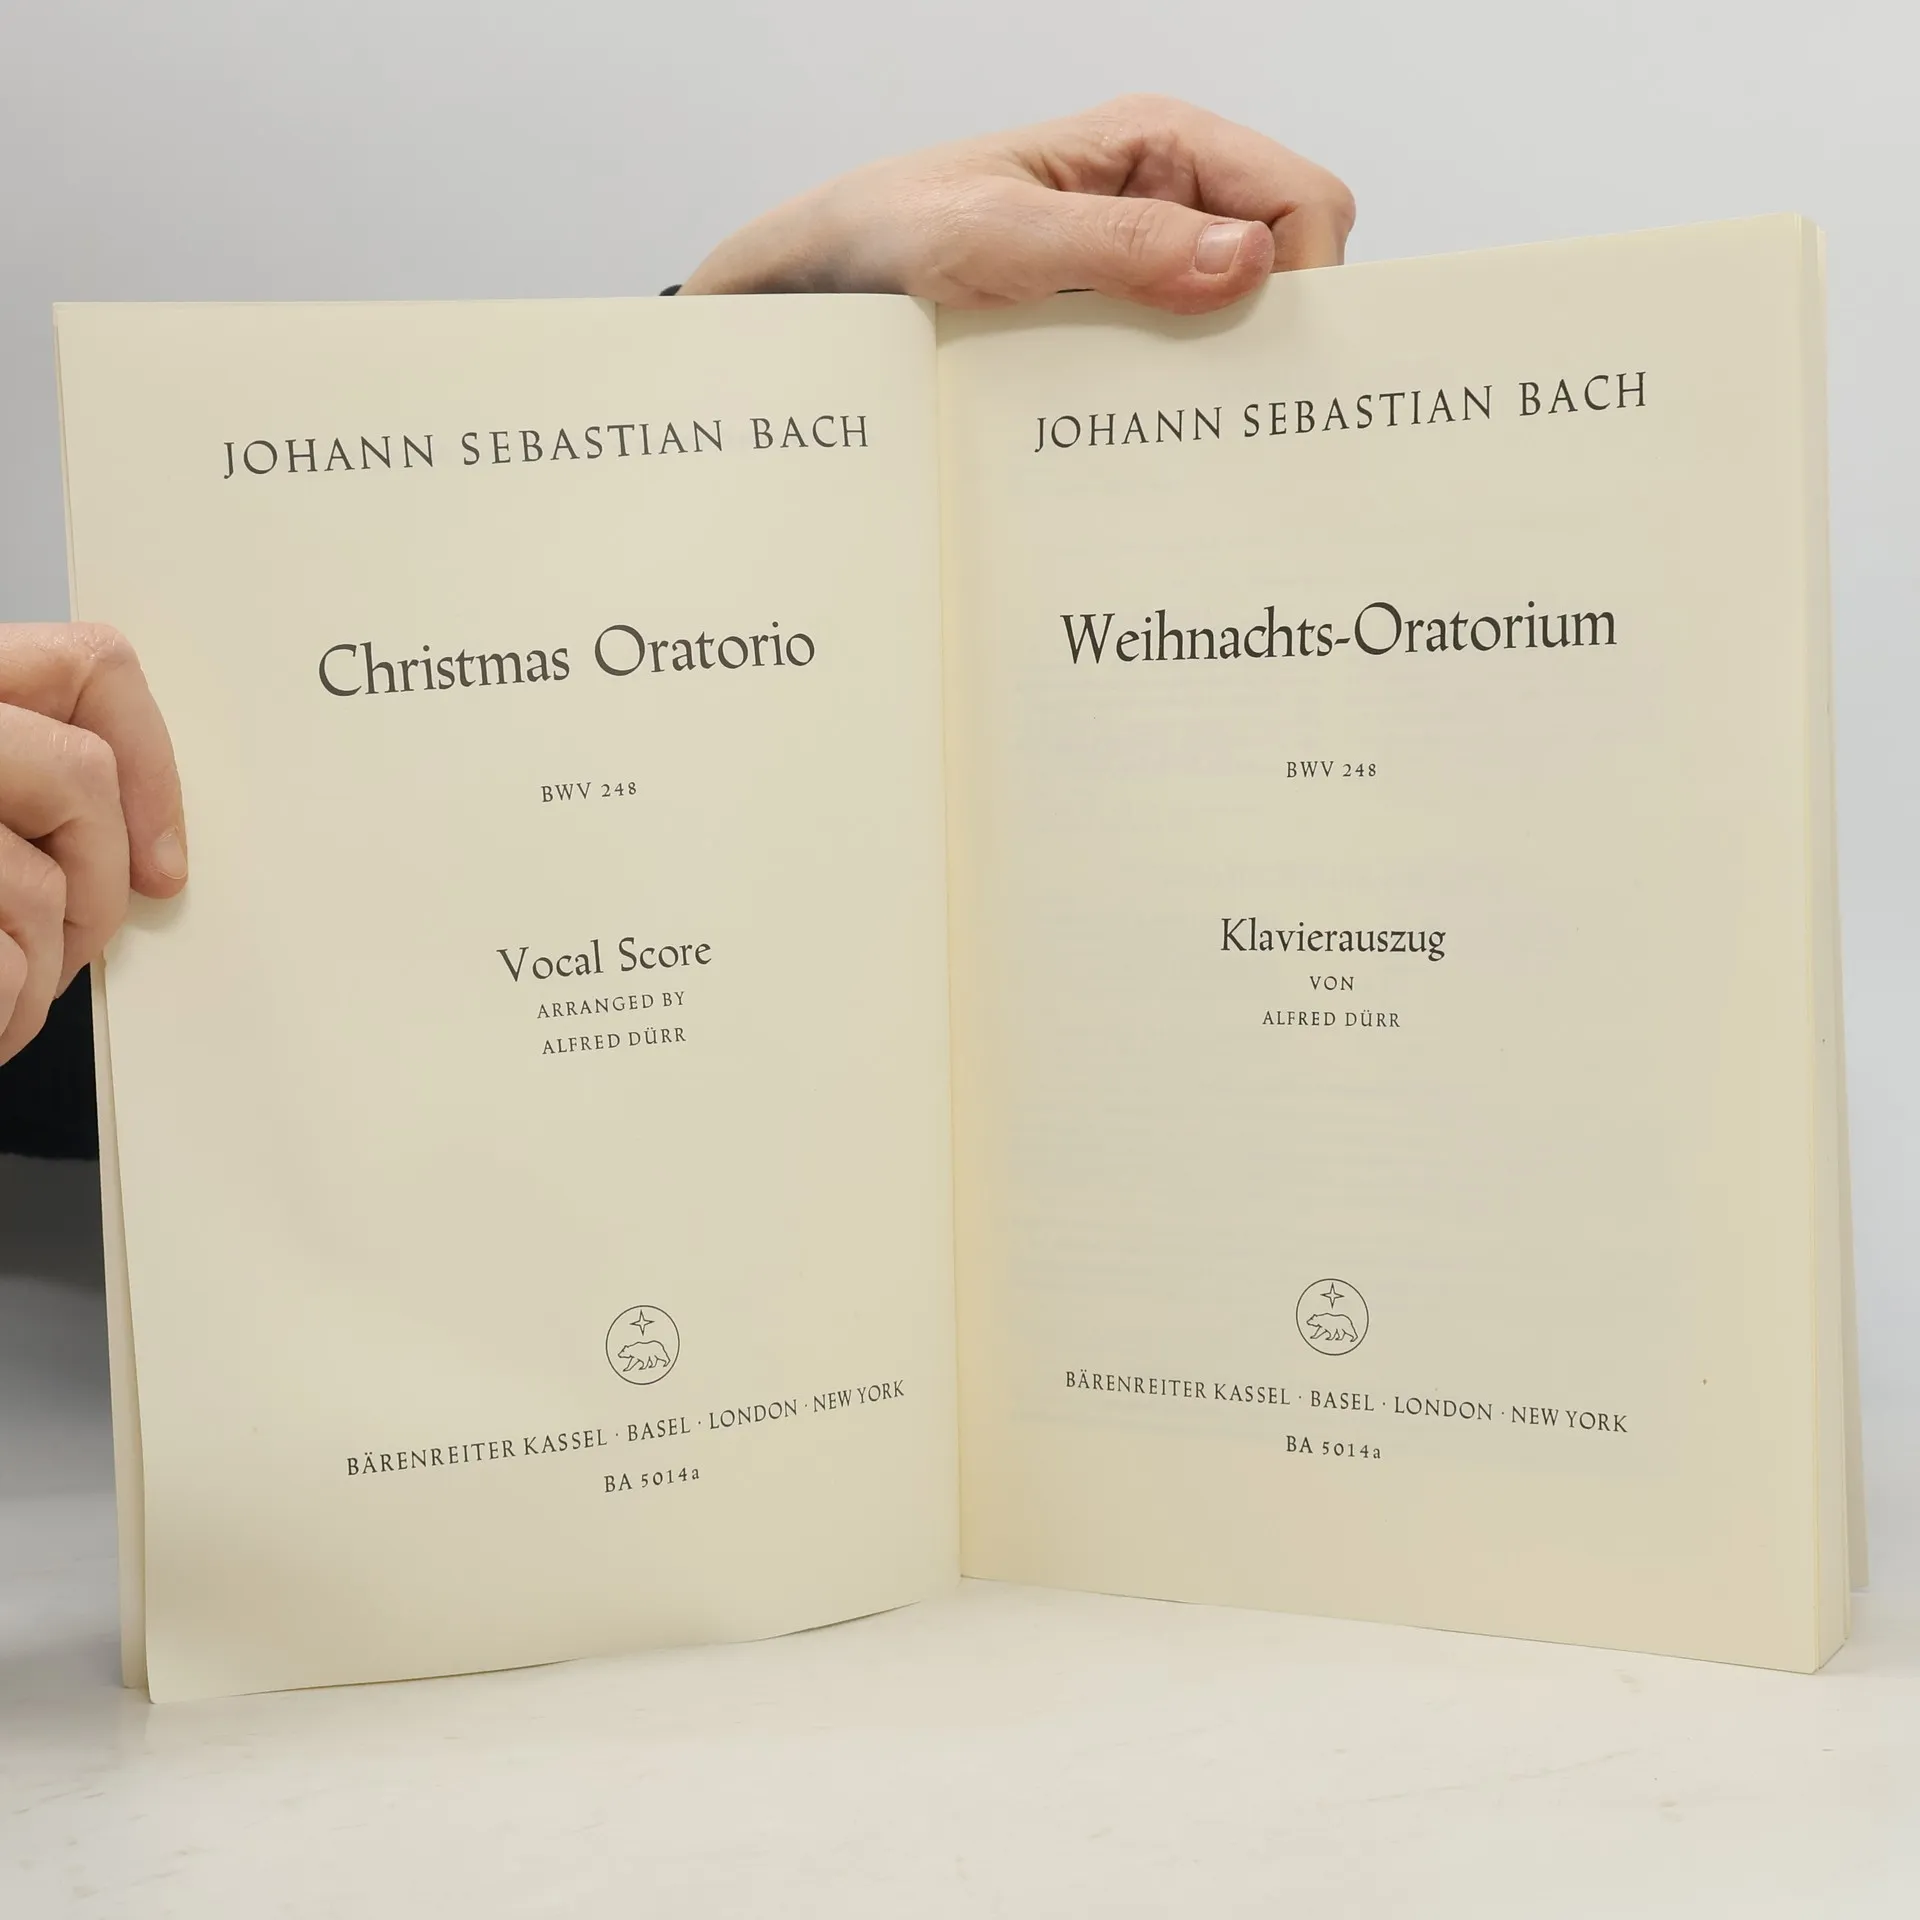 JOHANN SEBASTIAN BACH
Christmas Oratorio
BWV 248
Vocal Score
ARRANGED BY
ALFRED DÜRR
BÄRENREITER KASSEL · BASEL · LONDON · NEW YORK
BA 5014a
JOHANN SEBASTIAN BACH
Weihnachts-Oratorium
BWV 248
Klavierauszug
VON
ALFRED DÜRR
BÄRENREITER KASSEL · BASEL · LONDON · NEW YORK
BA 5014a